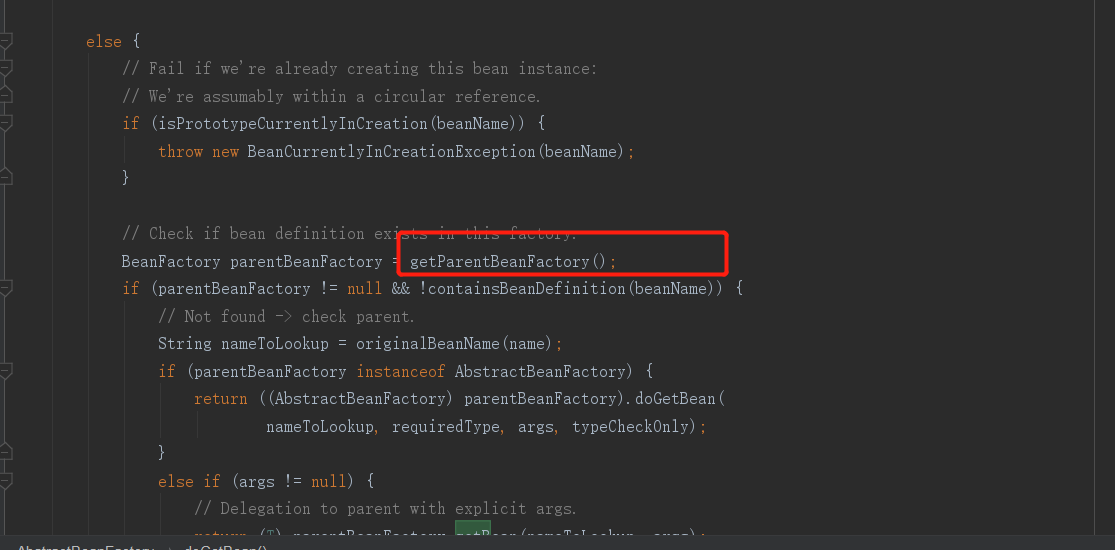 else {
// Fail if we're already creating this bean instance:
// We're assumably within a circular reference.
if (isPrototypeCurrentlyInCreation(beanName)) {
throw new BeanCurrentlyInCreationException(beanName);
}
// Check if bean definition exists in this factory.
BeanFactory parentBeanFactory = getParentBeanFactory();
if (parentBeanFactory != null && !containsBeanDefinition(beanName)) {
// Not found -> check parent.
String nameToLookup = originalBeanName(name);
if (parentBeanFactory instanceof AbstractBeanFactory) {
return ((AbstractBeanFactory) parentBeanFactory).doGetBean(
nameToLookup, requiredType, args, typeCheckOnly);
}
else if (args != null) {
// Delegation to parent with explicit args.
return (T) parentBeanFactory.getBean(nameToLookup, args);
AbstractBeanFactory › doGetBean()